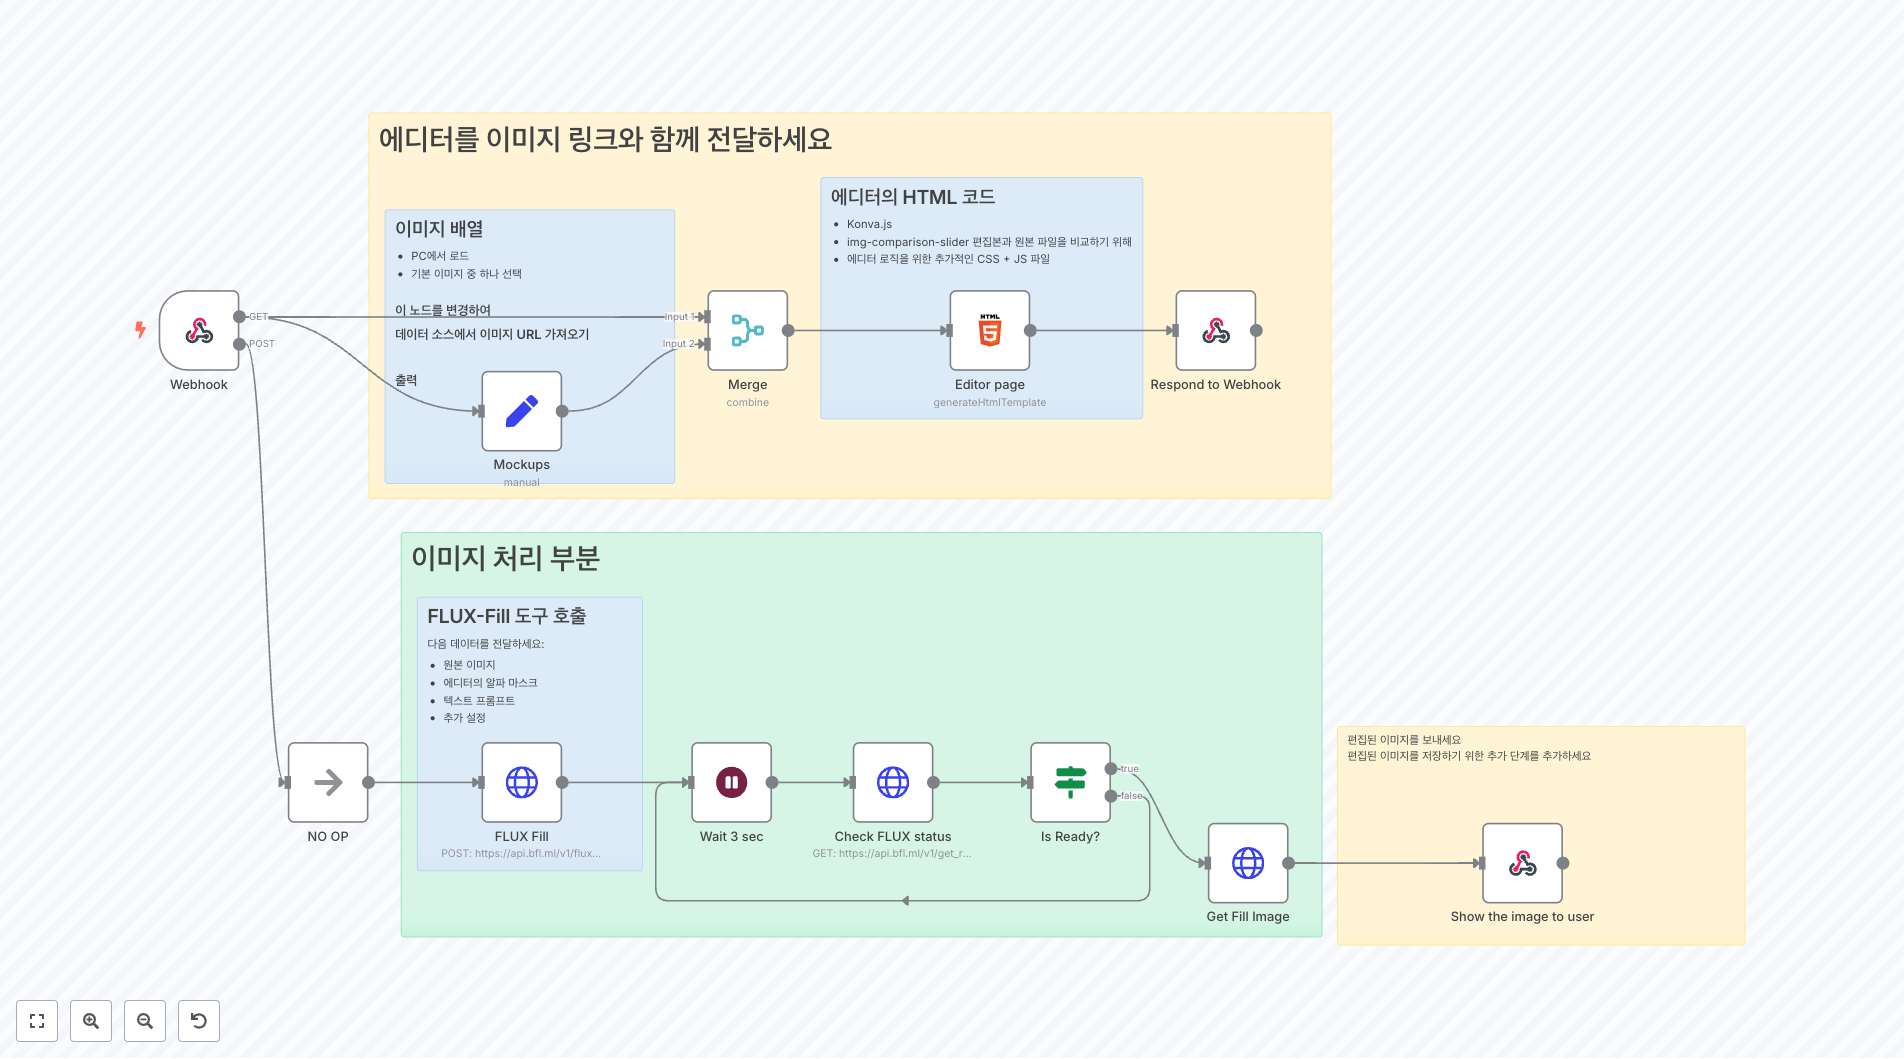 에디터를 이미지 링크와 함께 전달하세요
에디터의 HTML 코드
Konva.js
img-comparison-slider 편집본과 원본 파일을 비교하기 위해
에디터 로직을 위한 추가적인 CSS + JS 파일
이미지 배열
PC에서 로드
기본 이미지 중 하나 선택
이 노드를 변경하여
데이터 소스에서 이미지 URL 가져오기
출력
GET
POST
Webhook
Input 1
Input 2
Mockups
manual
Merge
combine
HTML
Editor page
generateHtmlTemplate
Respond to Webhook
이미지 처리 부분
FLUX-Fill 도구 호출
다음 데이터를 전달하세요:
원본 이미지
에디터의 알파 마스크
텍스트 프롬프트
추가 설정
NO OP
FLUX Fill
POST: https://api.bfl.ml/v1/flux...
Wait 3 sec
Check FLUX status
GET: https://api.bfl.ml/v1/get_r...
Is Ready?
true
false
Get Fill Image
편집된 이미지를 보내세요
편집된 이미지를 저장하기 위한 추가 단계를 추가하세요
Show the image to user